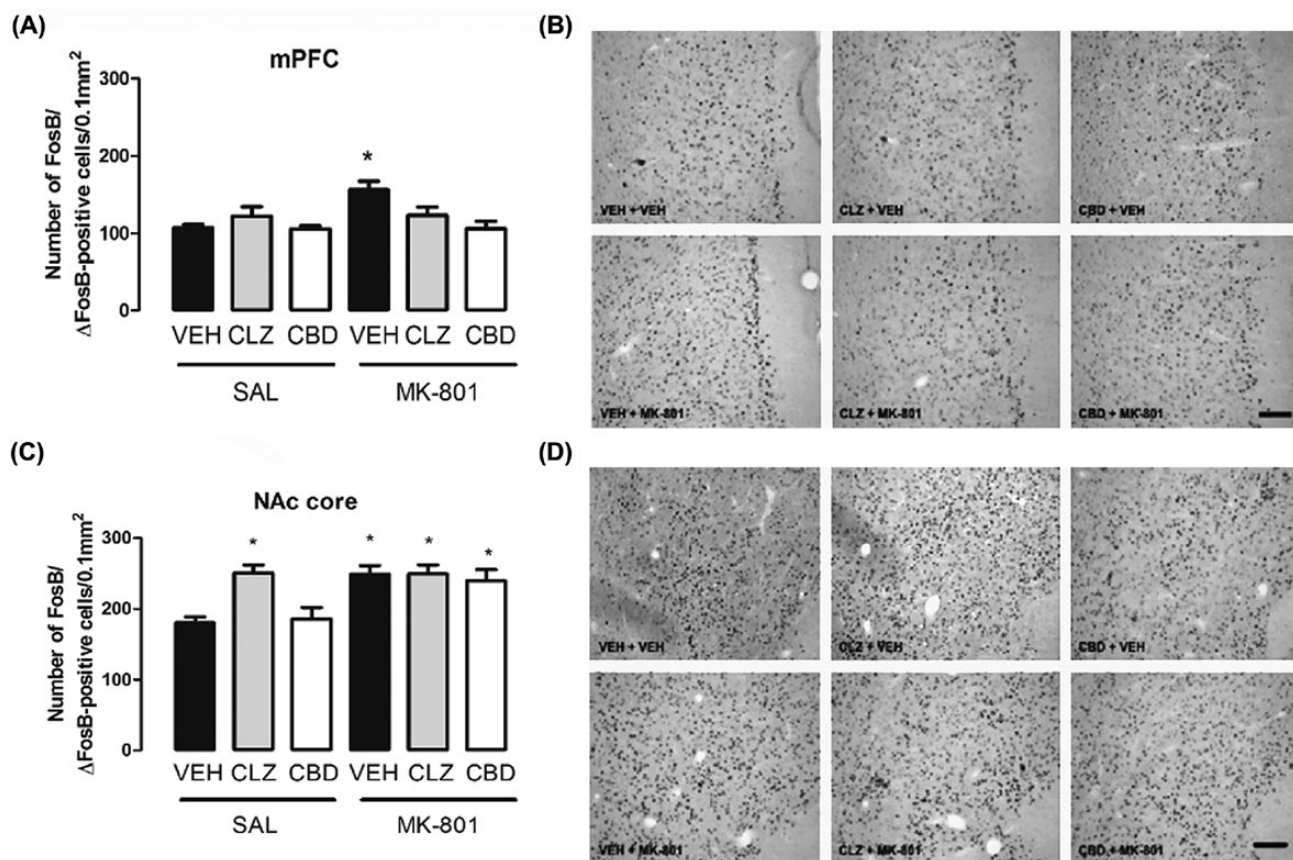 (A)
mPFC
Number of FosB/
ΔFosB-positive cells/0.1mm²
300
200
100
0
*
VEH CLZ CBD VEH CLZ CBD
SAL MK-801
(B)
VEH + VEH
CLZ + VEH
CBD + VEH
VEH + MK-801
CLZ + MK-801
CBD + MK-801
(C)
NAc core
Number of FosB/
ΔFosB-positive cells/0.1mm²
300
200
100
0
* * * *
VEH CLZ CBD VEH CLZ CBD
SAL MK-801
(D)
VEH + VEH
CLZ + VEH
CBD + VEH
VEH + MK-801
CLZ + MK-801
CBD + MK-801